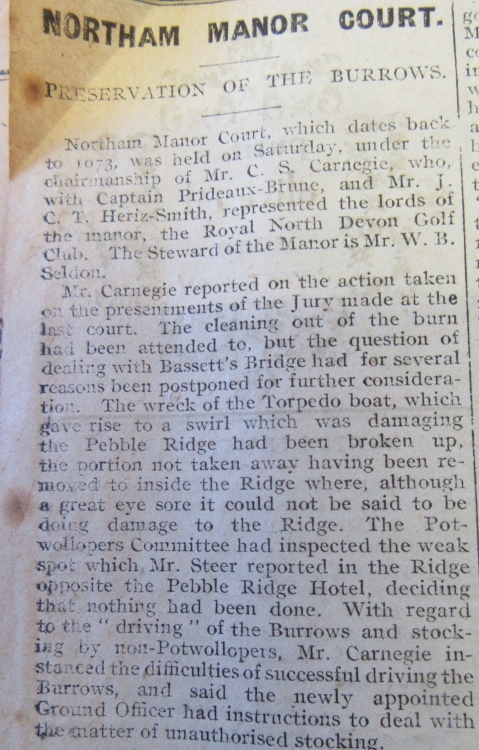 NORTHAM MANOR COURT.
PRESERVATION OF THE BURROWS.
Northam Manor Court, which dates back
to 1073, was held on Saturday, under the
chairmanship of Mr. C. S. Carnegie, who,
with Captain Prideaux-Brune, and Mr. J.
C. T. Heriz-Smith, represented the lords of
the manor, the Royal North Devon Golf
Club. The Steward of the Manor is Mr. W. B.
Seldon.
Mr. Carnegie reported on the action taken
on the presentments of the Jury made at the
last court. The cleaning out of the burn
had been attended to, but the question of
dealing with Bassett's Bridge had for several
reasons been postponed for further considera-
tion. The wreck of the Torpedo boat, which
gave rise to a swirl which was damaging
the Pebble Ridge had been broken up,
the portion not taken away having been re-
moved to inside the Ridge where, although
a great eye sore it could not be said to be
doing damage to the Ridge. The Pot-
wollopers Committee had inspected the weak
spot which Mr. Steer reported in the Ridge
opposite the Pebble Ridge Hotel, deciding
that nothing had been done. With regard
to the " driving " of the Burrows and stock-
ing by non-Potwollopers, Mr. Carnegie in-
stanced the difficulties of successful driving the
Burrows, and said the newly appointed
Ground Officer had instructions to deal with
the matter of unauthorised stocking.